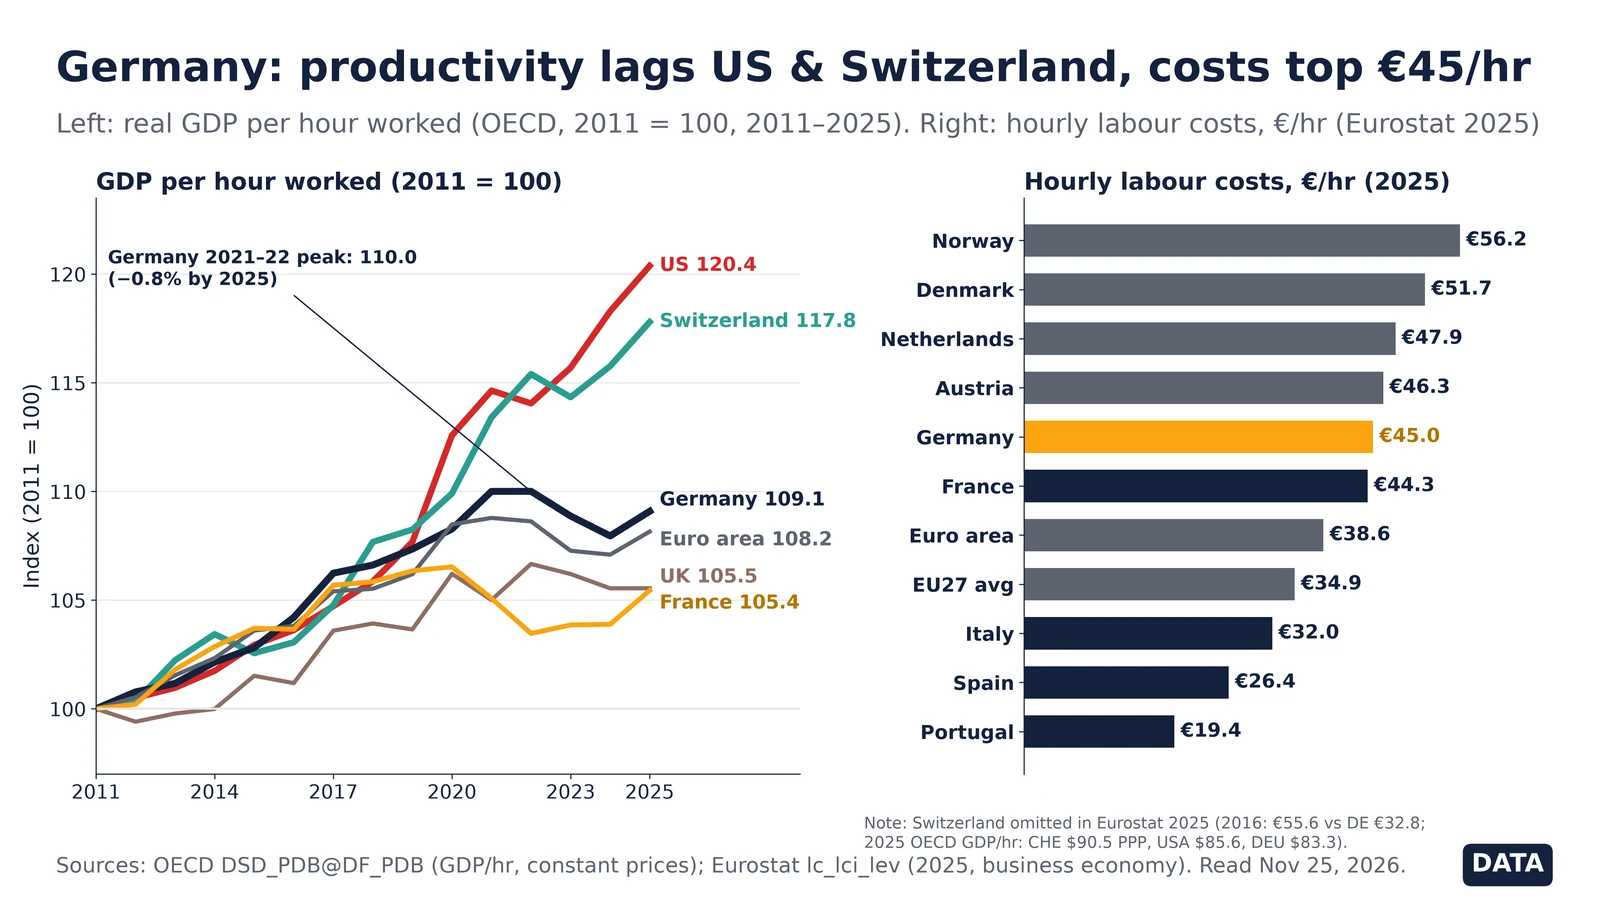 Germany: productivity lags US & Switzerland, costs top €45/hr
Left: real GDP per hour worked (OECD, 2011 = 100, 2011–2025). Right: hourly labour costs, €/hr (Eurostat 2025)
GDP per hour worked (2011 = 100)
Germany 2021–22 peak: 110.0
(−0.8% by 2025)
Index (2011 = 100)
120
115
110
105
100
2011
2014
2017
2020
2023
2025
US 120.4
Switzerland 117.8
Germany 109.1
Euro area 108.2
UK 105.5
France 105.4
Hourly labour costs, €/hr (2025)
Norway €56.2
Denmark €51.7
Netherlands €47.9
Austria €46.3
Germany €45.0
France €44.3
Euro area €38.6
EU27 avg €34.9
Italy €32.0
Spain €26.4
Portugal €19.4
Note: Switzerland omitted in Eurostat 2025 (2016: €55.6 vs DE €32.8;
2025 OECD GDP/hr: CHE $90.5 PPP, USA $85.6, DEU $83.3).
Sources: OECD DSD_PDB@DF_PDB (GDP/hr, constant prices); Eurostat lc_lci_lev (2025, business economy). Read Nov 25, 2026.
DATA